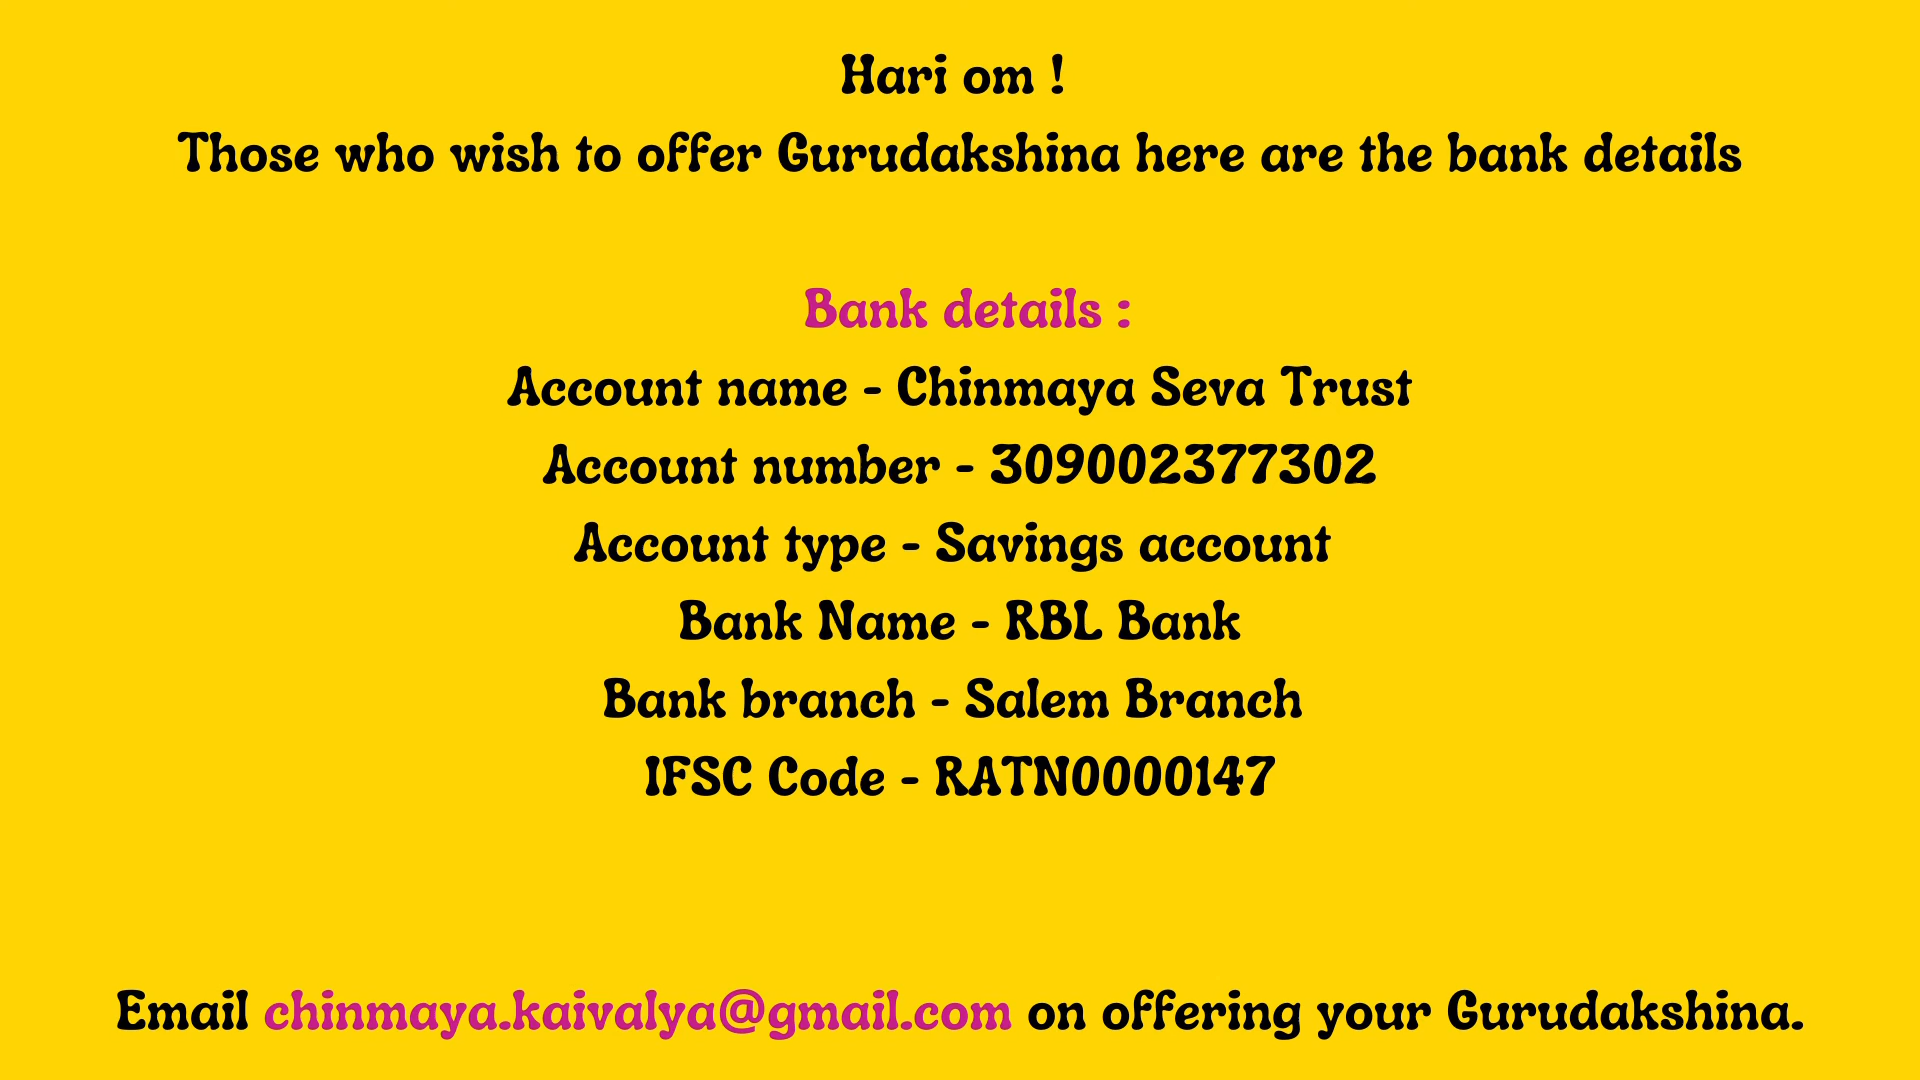 Hari om !
Those who wish to offer Gurudakshina here are the bank details
Bank details :
Account name - Chinmaya Seva Trust
Account number - 309002377302
Account type - Savings account
Bank Name - RBL Bank
Bank branch - Salem Branch
IFSC Code - RATN0000147
Email chinmaya.kaivalya@gmail.com on offering your Gurudakshina.